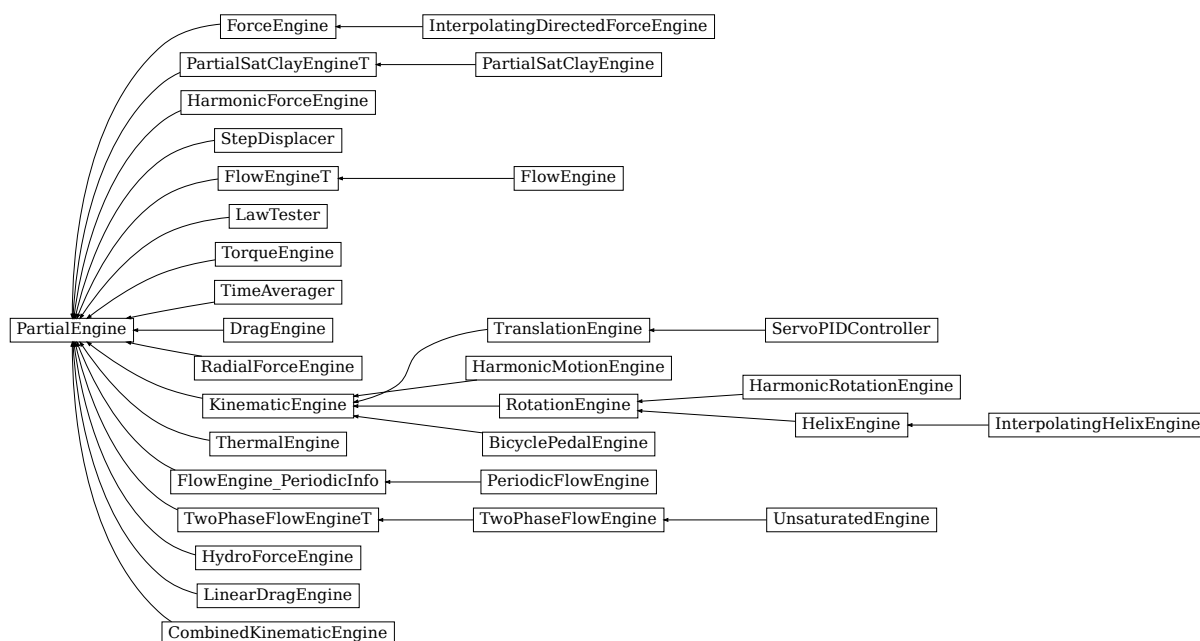 ForceEngine
InterpolatingDirectedForceEngine
PartialSatClayEngineT
PartialSatClayEngine
HarmonicForceEngine
StepDisplacer
FlowEngineT
FlowEngine
LawTester
TorqueEngine
TimeAverager
PartialEngine
DragEngine
TranslationEngine
ServoPIDController
RadialForceEngine
HarmonicMotionEngine
HarmonicRotationEngine
KinematicEngine
RotationEngine
HelixEngine
InterpolatingHelixEngine
ThermalEngine
BicyclePedalEngine
FlowEngine_PeriodicInfo
PeriodicFlowEngine
TwoPhaseFlowEngineT
TwoPhaseFlowEngine
UnsaturatedEngine
HydroForceEngine
LinearDragEngine
CombinedKinematicEngine